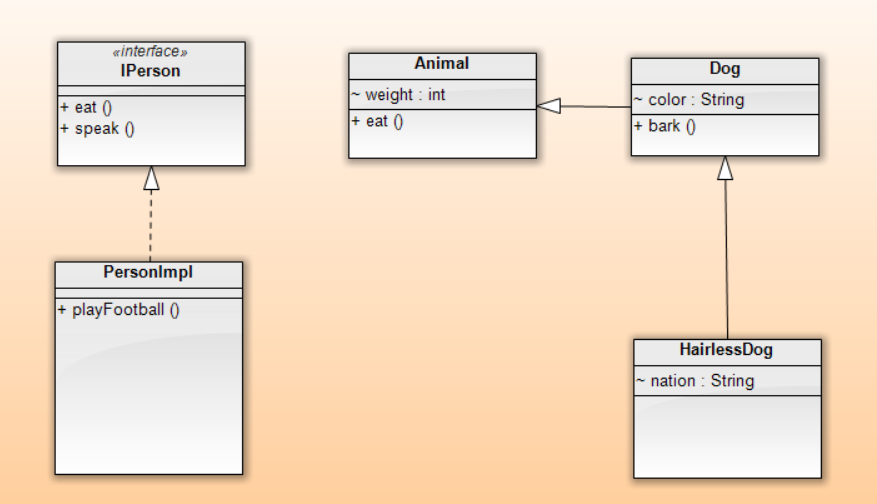 «interface»
IPerson
+ eat ()
+ speak ()
PersonImpl
+ playFootball ()
Animal
~ weight : int
+ eat ()
Dog
~ color : String
+ bark ()
HairlessDog
~ nation : String